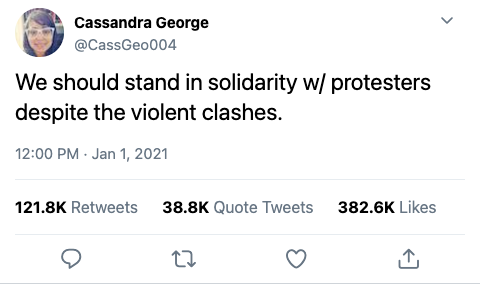 Cassandra George
@CassGeo004
We should stand in solidarity w/ protesters
despite the violent clashes.
12:00 PM · Jan 1, 2021
121.8K Retweets 38.8K Quote Tweets 382.6K Likes